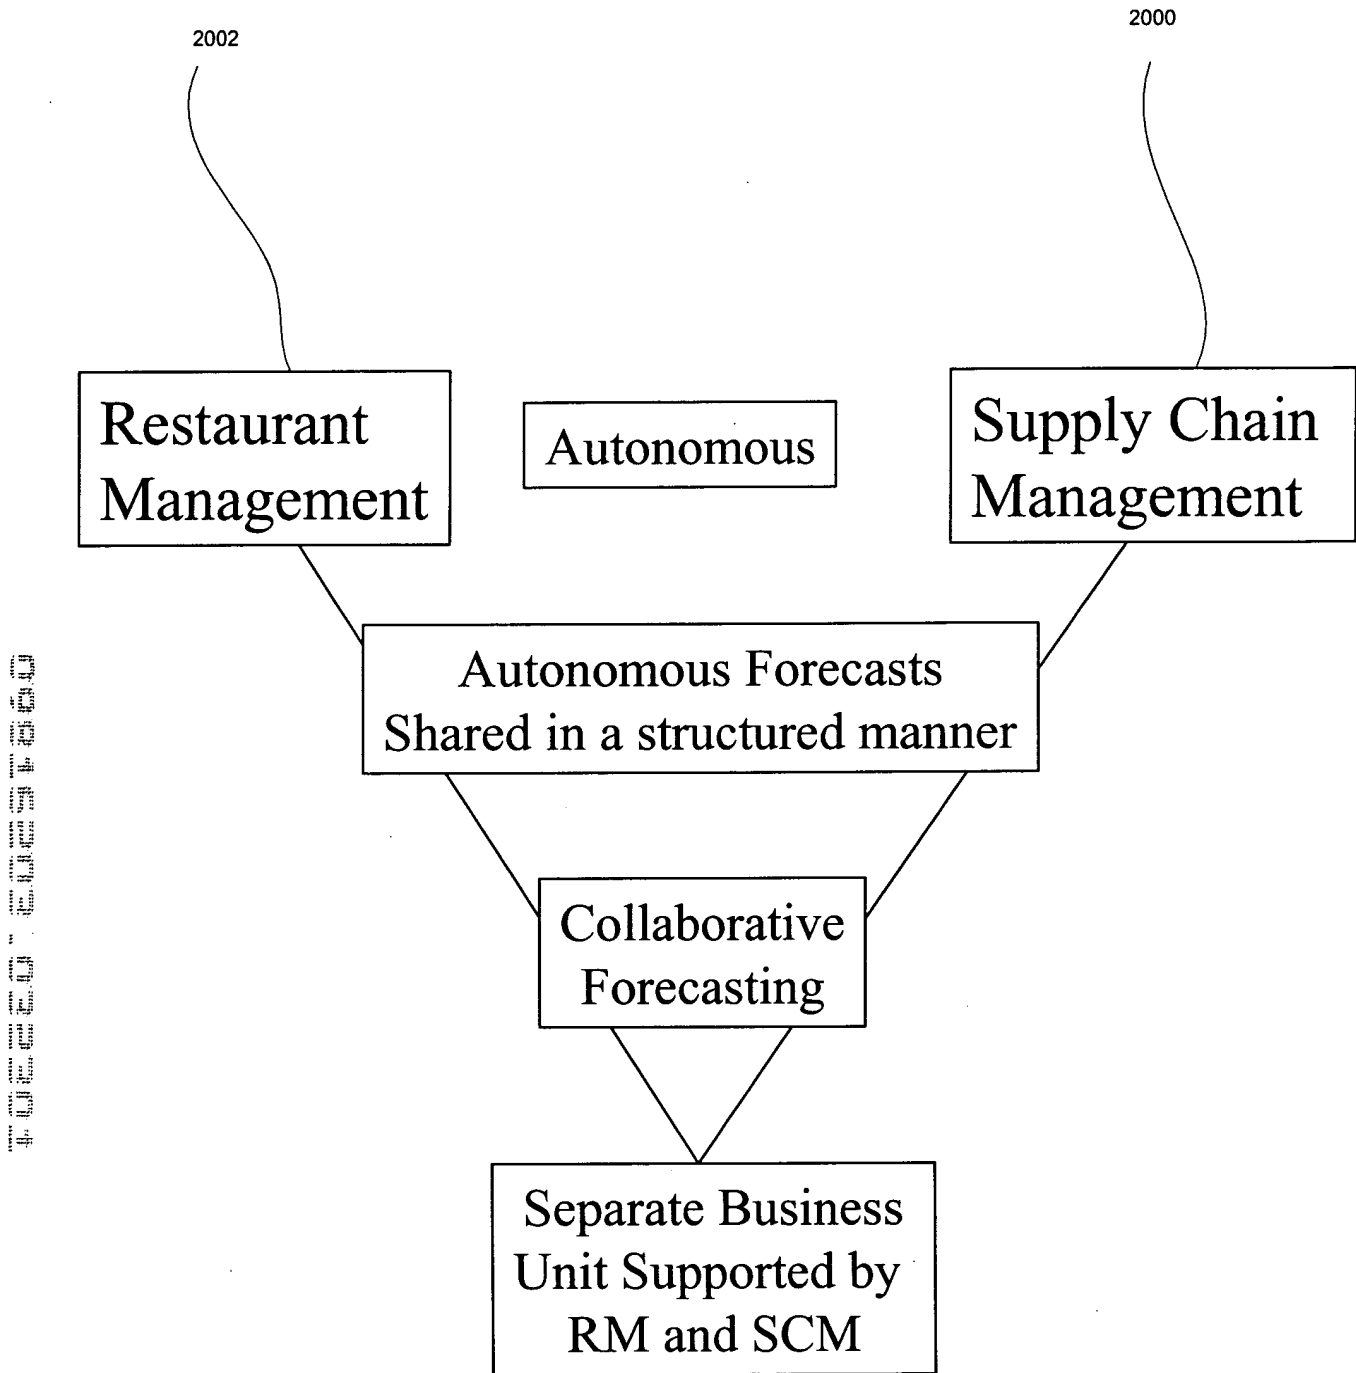 2002
2000
Restaurant
Management
Autonomous
Supply Chain
Management
Autonomous Forecasts
Shared in a structured manner
Collaborative
Forecasting
Separate Business
Unit Supported by
RM and SCM